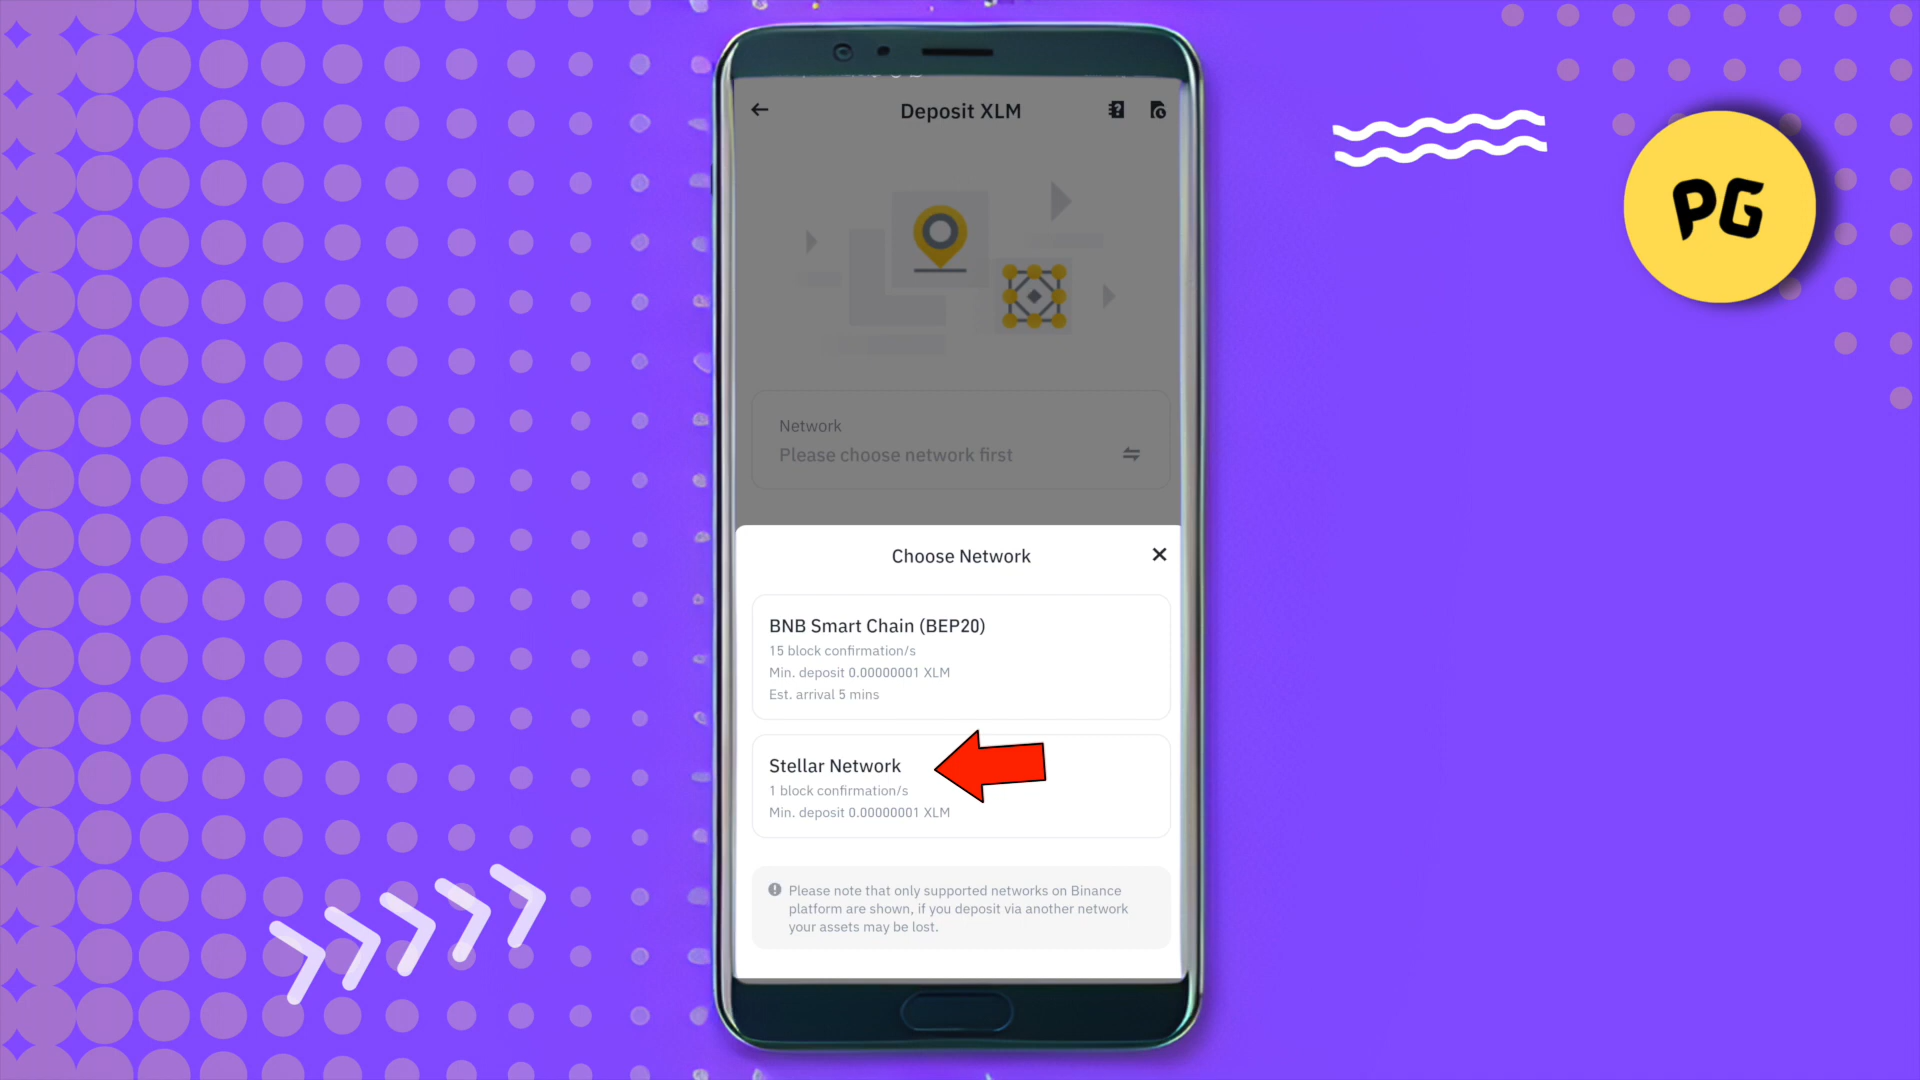 Deposit XLM
PG
Network
Please choose network first
Choose Network
BNB Smart Chain (BEP20)
15 block confirmation/s
Min. deposit 0.00000001 XLM
Est. arrival 5 mins
Stellar Network
1 block confirmation/s
Min. deposit 0.00000001 XLM
Please note that only supported networks on Binance
platform are shown, if you deposit via another network
your assets may be lost.